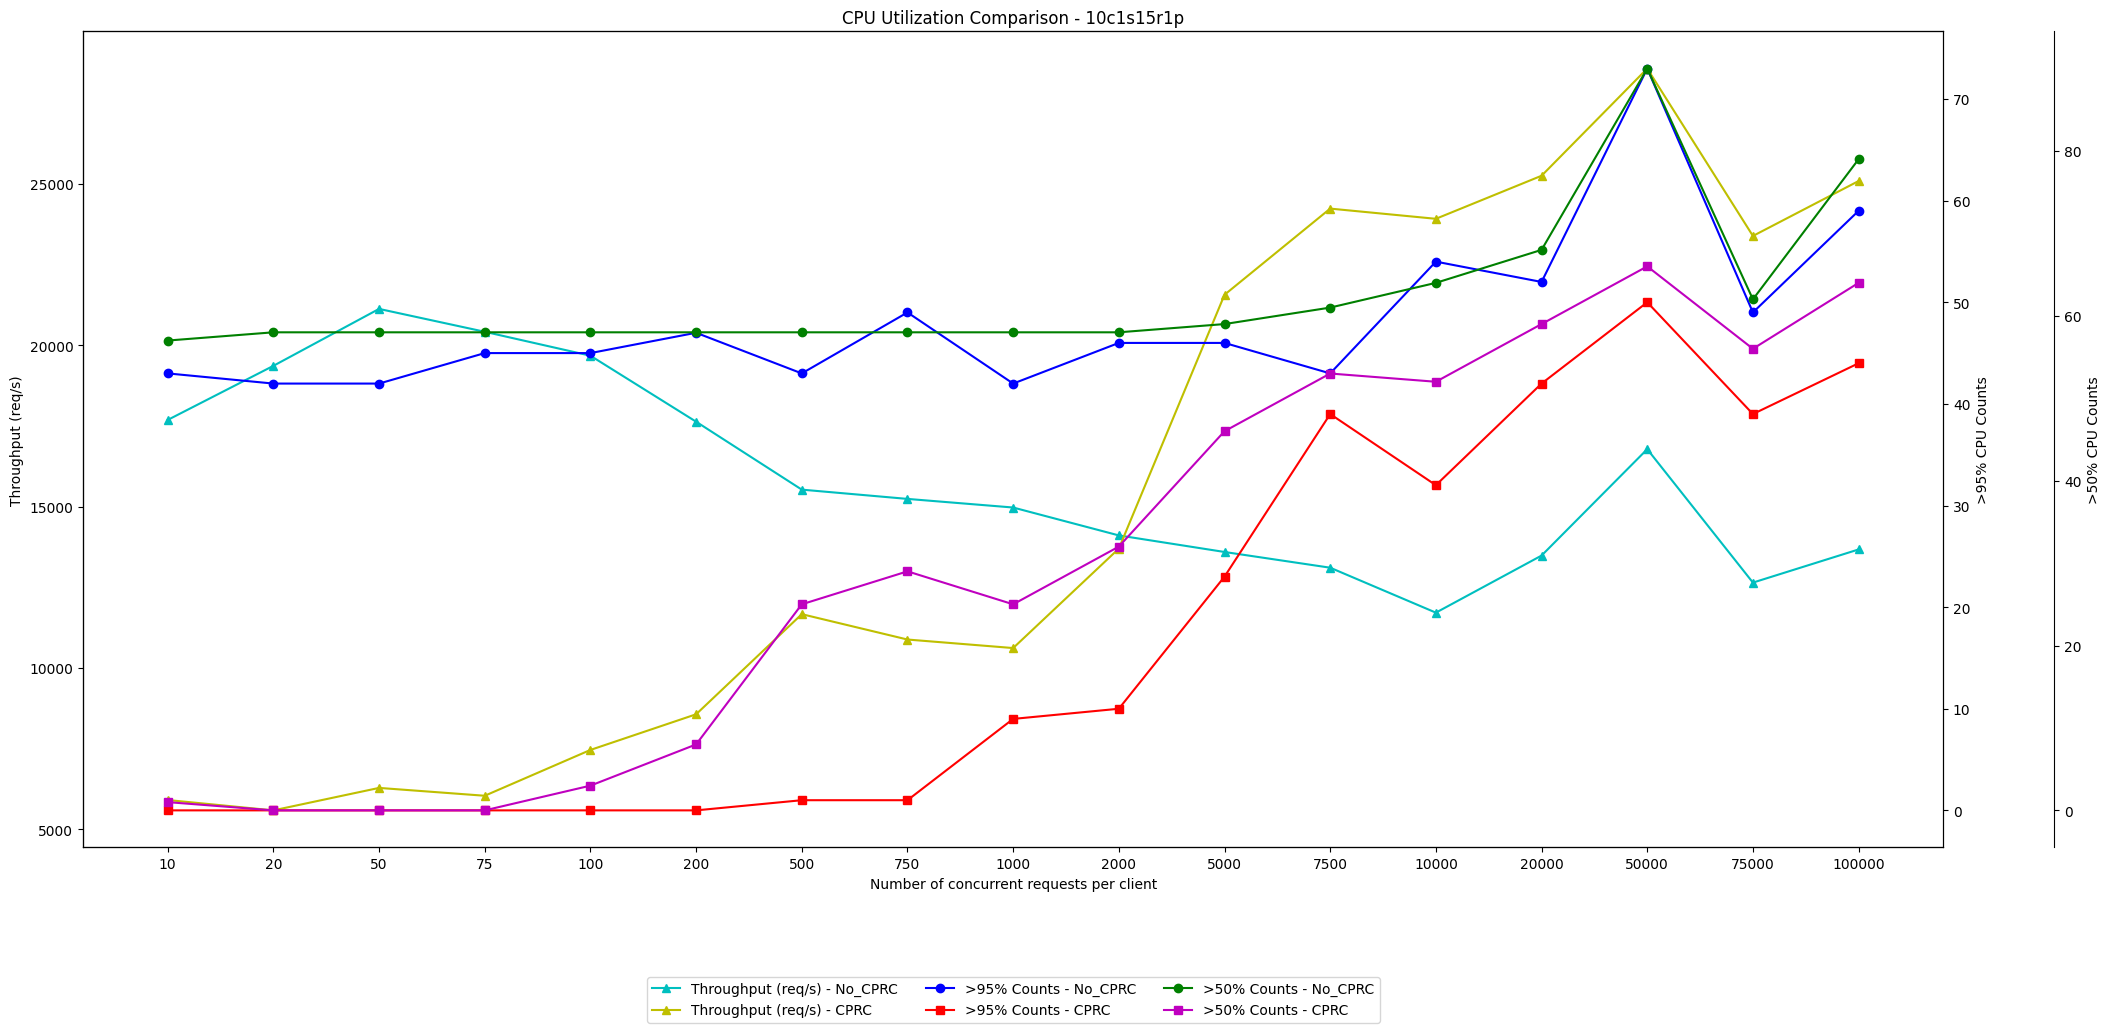 CPU Utilization Comparison - 10c1s15r1p
Throughput (req/s)
25000
20000
15000
10000
5000
70
60
50
40
30
20
10
0
>95% CPU Counts
80
60
40
20
0
>50% CPU Counts
10 20 50 75 100 200 500 750 1000 2000 5000 7500 10000 20000 50000 75000 100000
Number of concurrent requests per client
Throughput (req/s) - No_CPRC >95% Counts - No_CPRC >50% Counts - No_CPRC
Throughput (req/s) - CPRC >95% Counts - CPRC >50% Counts - CPRC